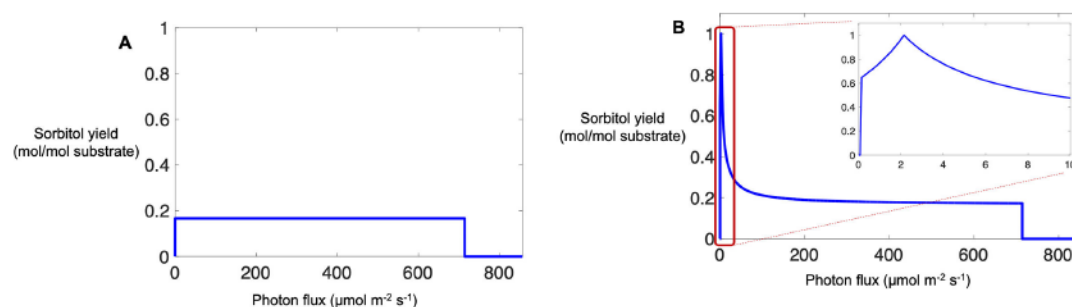 A
1
0.8
0.6
0.4
0.2
0
Sorbitol yield
(mol/mol substrate)
0 200 400 600 800
Photon flux (µmol m⁻² s⁻¹)
B
1
0.8
0.6
0.4
0.2
0
Sorbitol yield
(mol/mol substrate)
0 200 400 600 800
Photon flux (µmol m⁻² s⁻¹)
1
0.8
0.6
0.4
0.2
0
0 2 4 6 8 10